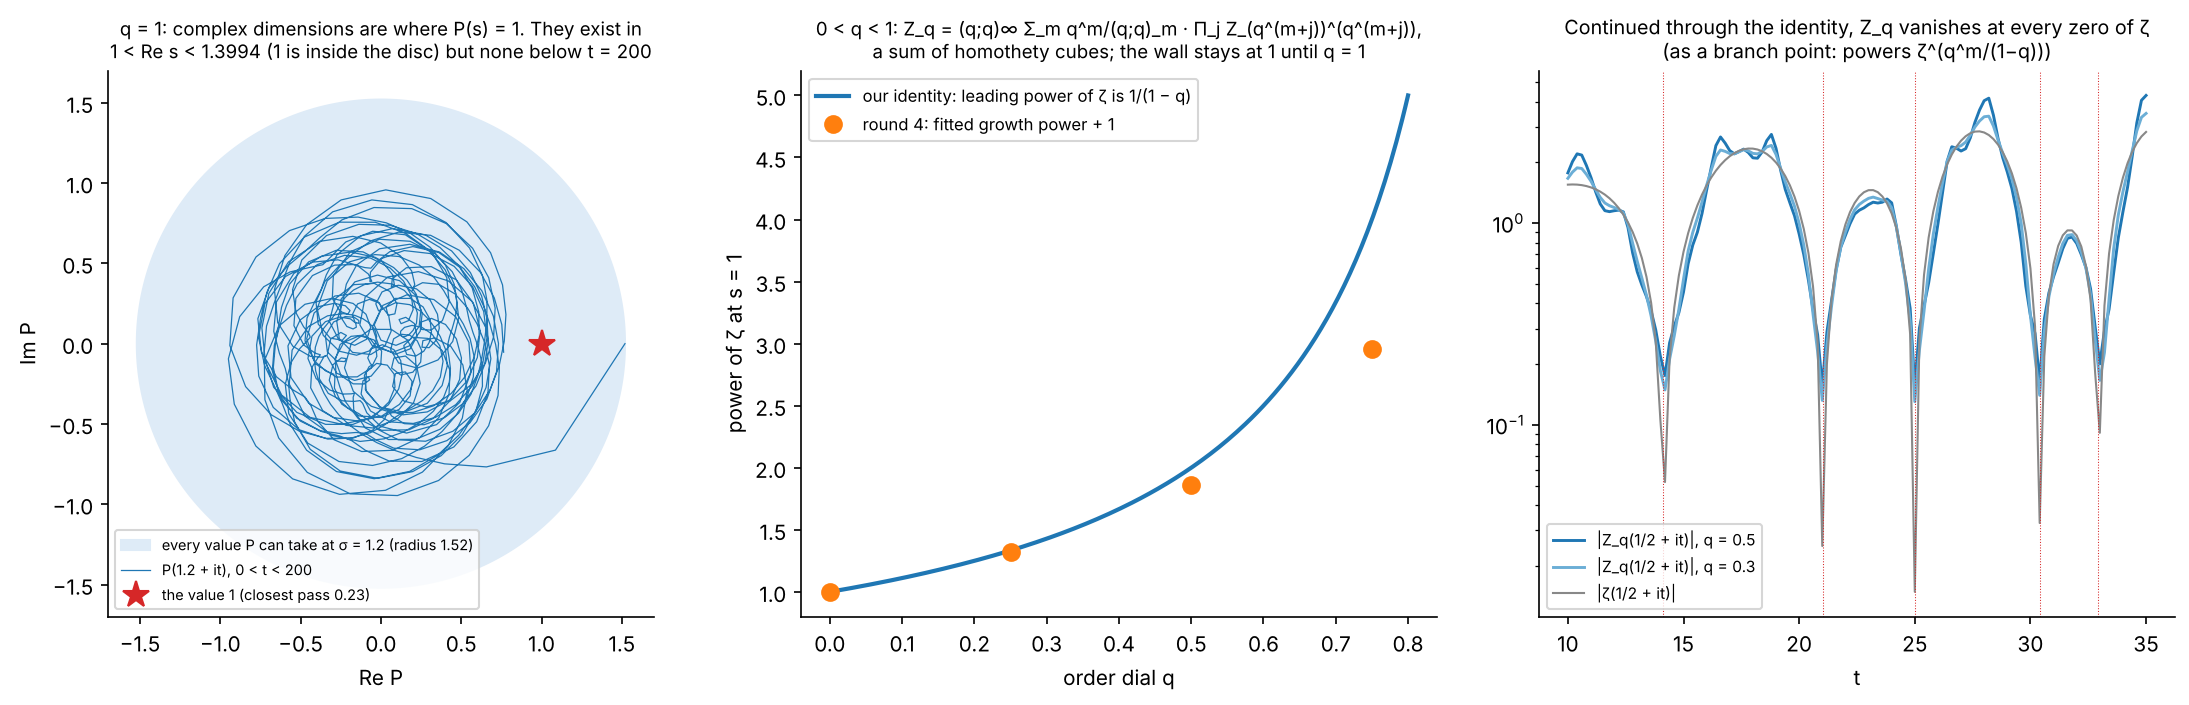 q = 1: complex dimensions are where P(s) = 1. They exist in
1 < Re s < 1.3994 (1 is inside the disc) but none below t = 200
1.5
1.0
0.5
0.0
−0.5
−1.0
−1.5
Im P
every value P can take at σ = 1.2 (radius 1.52)
P(1.2 + it), 0 < t < 200
the value 1 (closest pass 0.23)
−1.5 −1.0 −0.5 0.0 0.5 1.0 1.5
Re P
0 < q < 1: Z_q = (q;q)∞ Σ_m q^m/(q;q)_m · Π_j Z_(q^(m+j))^(q^(m+j)),
a sum of homothety cubes; the wall stays at 1 until q = 1
our identity: leading power of ζ is 1/(1 − q)
round 4: fitted growth power + 1
5.0
4.5
4.0
3.5
3.0
2.5
2.0
1.5
1.0
power of ζ at s = 1
0.0 0.1 0.2 0.3 0.4 0.5 0.6 0.7 0.8
order dial q
Continued through the identity, Z_q vanishes at every zero of ζ
(as a branch point: powers ζ^(q^m/(1−q)))
10⁰
10⁻¹
|Z_q(1/2 + it)|, q = 0.5
|Z_q(1/2 + it)|, q = 0.3
|ζ(1/2 + it)|
10 15 20 25 30 35
t